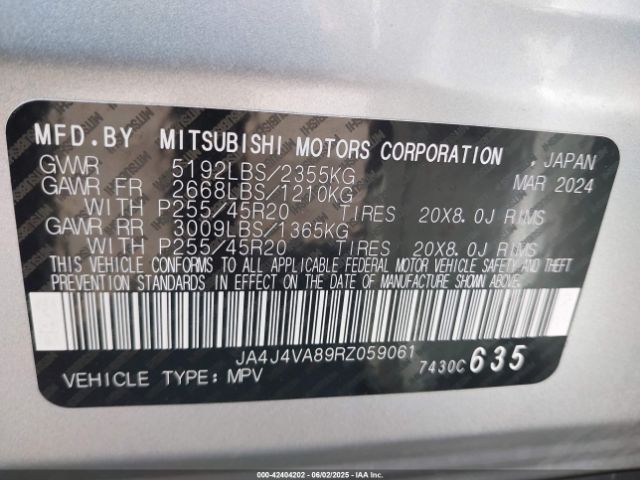 MFD.BY MITSUBISHI MOTORS CORPORATION , JAPAN
GVWR 5192LBS/2355KG MAR 2024
GAWR FR 2668LBS/1210KG
WITH P255/45R20 TIRES 20X8.0J RIMS
GAWR RR 3009LBS/1365KG
WITH P255/45R20 TIRES 20X8.0J RIMS
THIS VEHICLE CONFORMS TO ALL APPLICABLE FEDERAL MOTOR VEHICLE SAFETY AND THEFT
PREVENTION STANDARDS IN EFFECT ON THE DATE OF MANUFACTURE SHOWN ABOVE.
JA4J4VA89RZ059061
VEHICLE TYPE: MPV 7430C 635
000-42404202 - 06/02/2025 - IAA Inc.